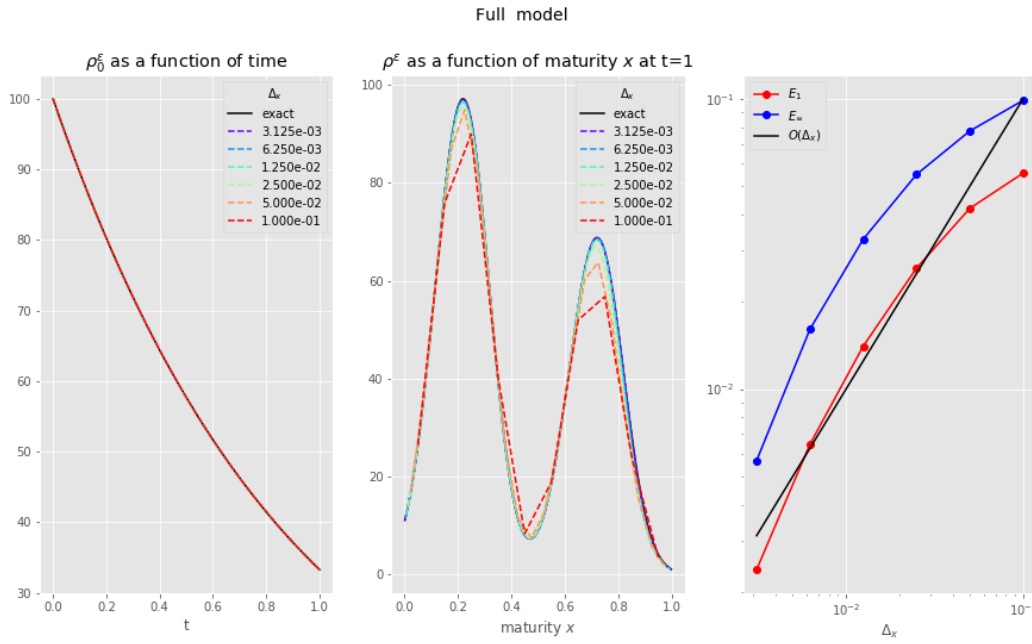 Full model
ρ₀^ε as a function of time
100
90
80
70
60
50
40
30
0.0 0.2 0.4 0.6 0.8 1.0
t
Δₓ
exact
3.125e-03
6.250e-03
1.250e-02
2.500e-02
5.000e-02
1.000e-01
ρ^ε as a function of maturity x at t=1
100
80
60
40
20
0
0.0 0.2 0.4 0.6 0.8 1.0
maturity x
Δₓ
exact
3.125e-03
6.250e-03
1.250e-02
2.500e-02
5.000e-02
1.000e-01
E₁
E∞
O(Δₓ)
10⁻¹
10⁻²
10⁻² 10⁻
Δₓ